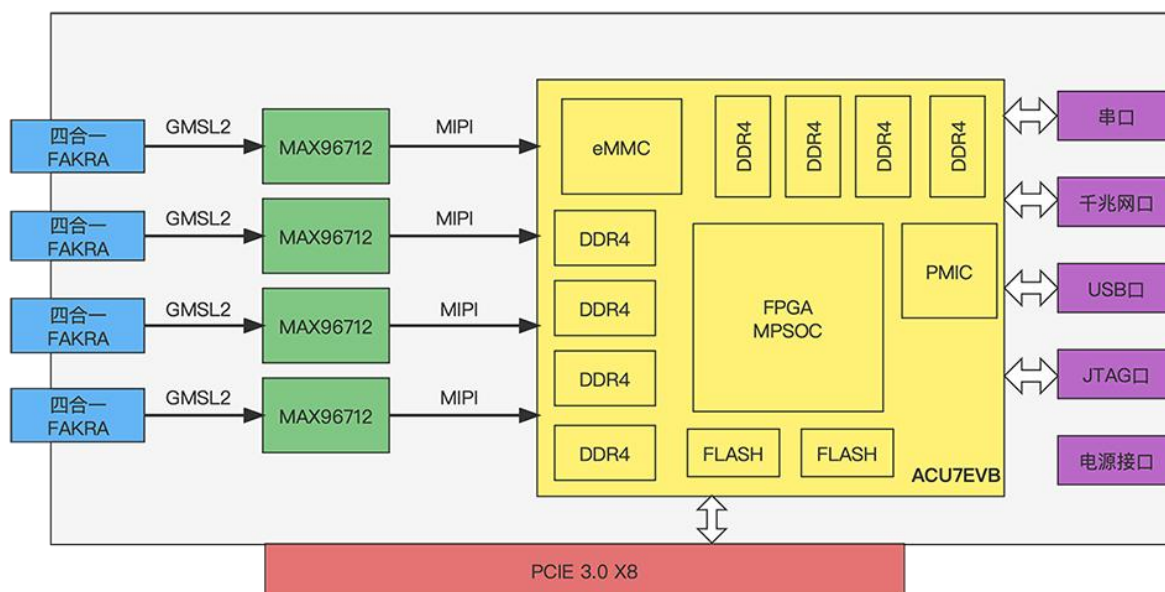 四合一
FAKRA
GMSL2
MAX96712
MIPI
四合一
FAKRA
GMSL2
MAX96712
MIPI
四合一
FAKRA
GMSL2
MAX96712
MIPI
四合一
FAKRA
GMSL2
MAX96712
MIPI
eMMC
DDR4
DDR4
DDR4
DDR4
DDR4
DDR4
DDR4
DDR4
FPGA
MPSOC
PMIC
FLASH
FLASH
ACU7EVB
串口
千兆网口
USB口
JTAG口
电源接口
PCIE 3.0 X8